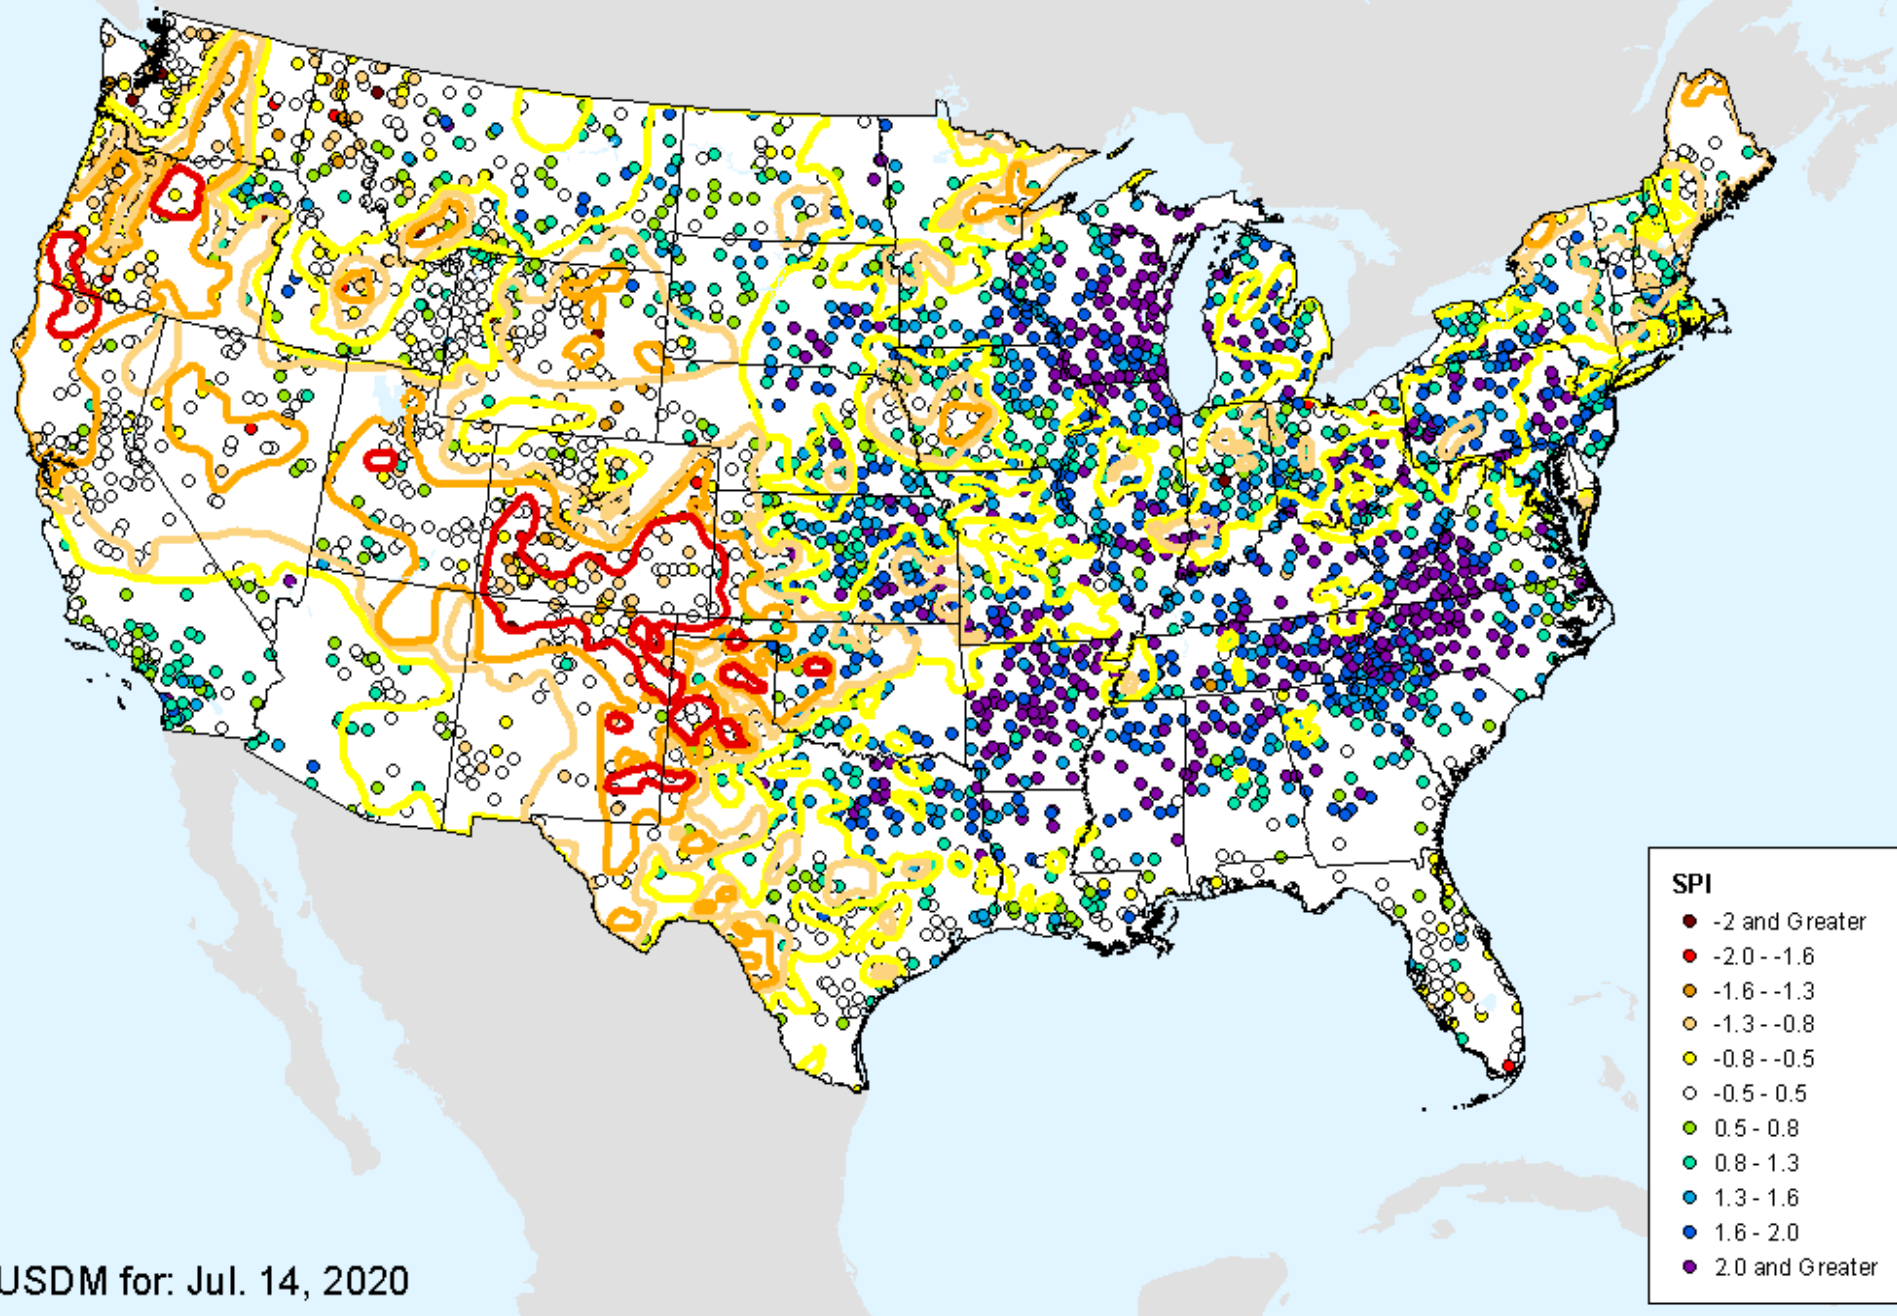 SPI
-2 and Greater
-2.0 - -1.6
-1.6 - -1.3
-1.3 - -0.8
-0.8 - -0.5
-0.5 - 0.5
0.5 - 0.8
0.8 - 1.3
1.3 - 1.6
1.6 - 2.0
2.0 and Greater
USDM for: Jul. 14, 2020